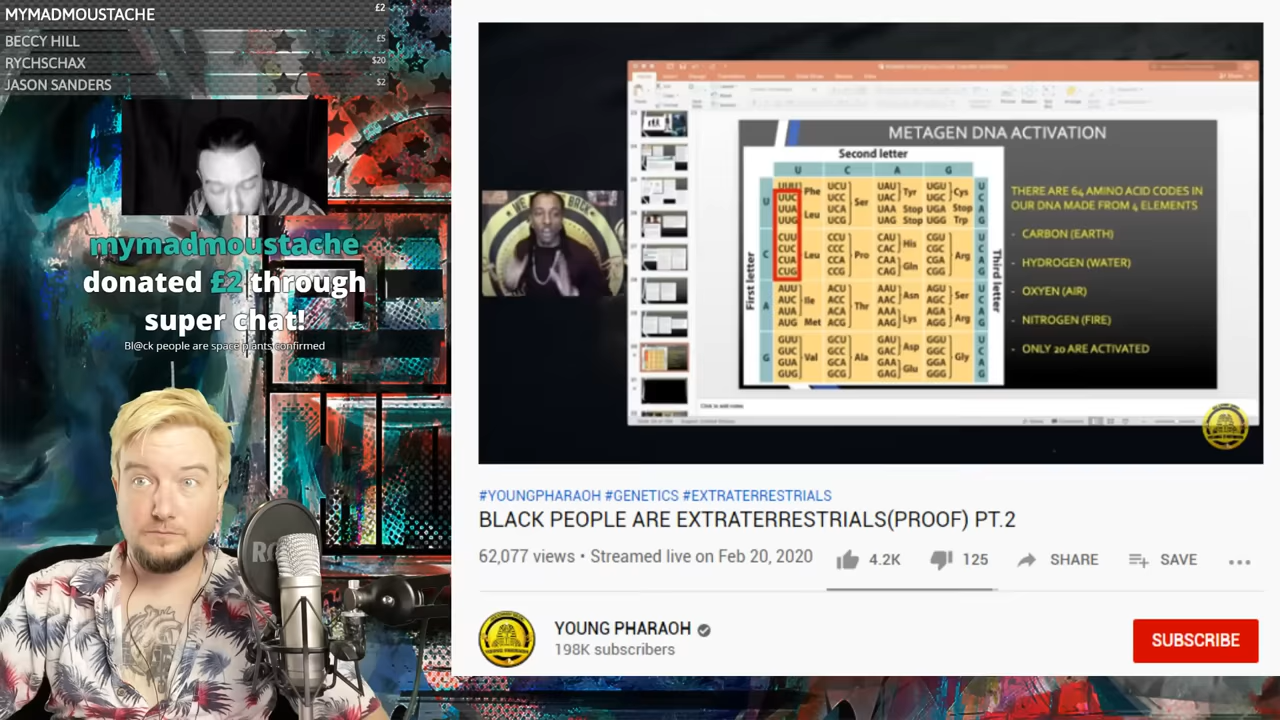 MYMADMOUSTACHE £2
BECCY HILL £5
RYCHSCHAX $20
JASON SANDERS $2
mymadmoustache
donated £2 through
super chat!
Bl@ck people are space plants confirmed
METAGEN DNA ACTIVATION
Second letter
U C A G
First letter
Third letter
U
UUU
UUC
Phe
UUA
UUG
Leu
UCU
UCC
UCA
UCG
Ser
UAU
UAC
Tyr
UAA Stop
UAG Stop
UGU
UGC
Cys
UGA Stop
UGG Trp
U
C
A
G
C
CUU
CUC
CUA
CUG
Leu
CCU
CCC
CCA
CCG
Pro
CAU
CAC
His
CAA
CAG
Gln
CGU
CGC
CGA
CGG
Arg
U
C
A
G
A
AUU
AUC
AUA
Ile
AUG Met
ACU
ACC
ACA
ACG
Thr
AAU
AAC
Asn
AAA
AAG
Lys
AGU
AGC
Ser
AGA
AGG
Arg
U
C
A
G
G
GUU
GUC
GUA
GUG
Val
GCU
GCC
GCA
GCG
Ala
GAU
GAC
Asp
GAA
GAG
Glu
GGU
GGC
GGA
GGG
Gly
U
C
A
G
THERE ARE 64 AMINO ACID CODES IN
OUR DNA MADE FROM 4 ELEMENTS
- CARBON (EARTH)
- HYDROGEN (WATER)
- OXYEN (AIR)
- NITROGEN (FIRE)
- ONLY 20 ARE ACTIVATED
Click to add notes
#YOUNGPHARAOH #GENETICS #EXTRATERRESTRIALS
BLACK PEOPLE ARE EXTRATERRESTRIALS(PROOF) PT.2
62,077 views • Streamed live on Feb 20, 2020
4.2K 125 SHARE SAVE
YOUNG PHARAOH
198K subscribers
SUBSCRIBE